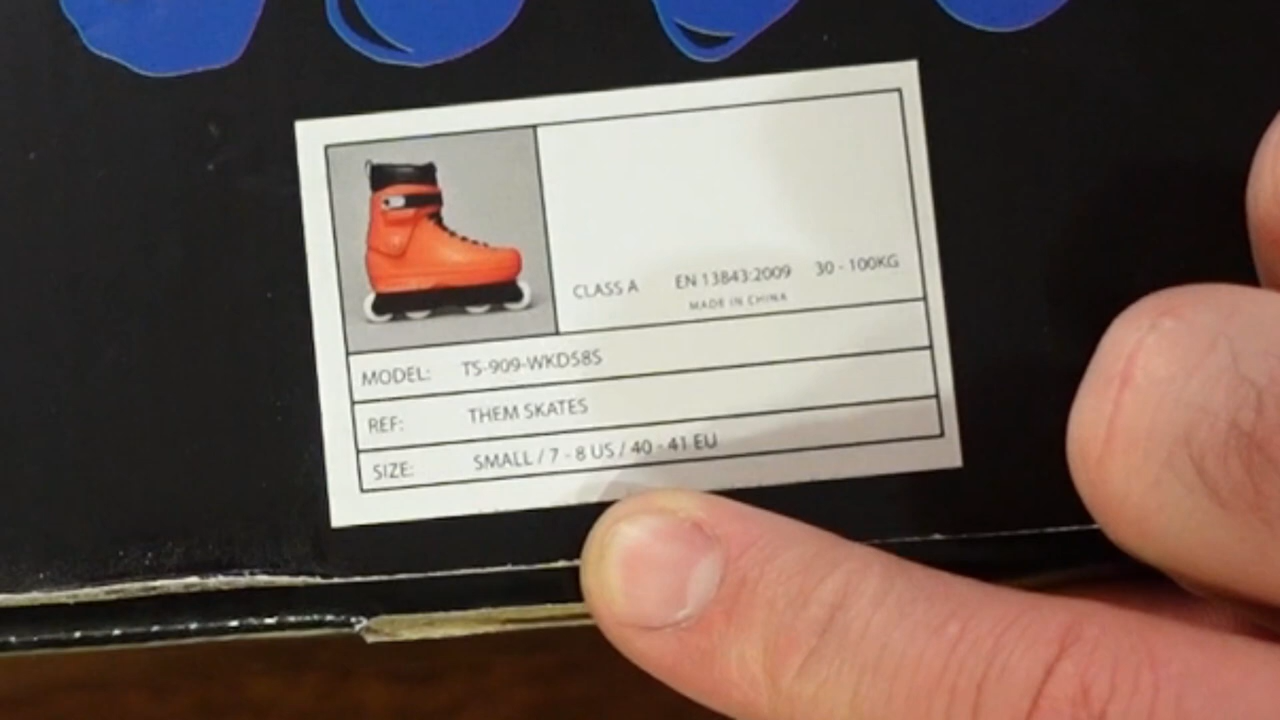 CLASS A EN 13843:2009 30 - 100KG
MADE IN CHINA
MODEL: TS-909-WKD58S
REF: THEM SKATES
SIZE: SMALL / 7 - 8 US / 40 - 41 EU